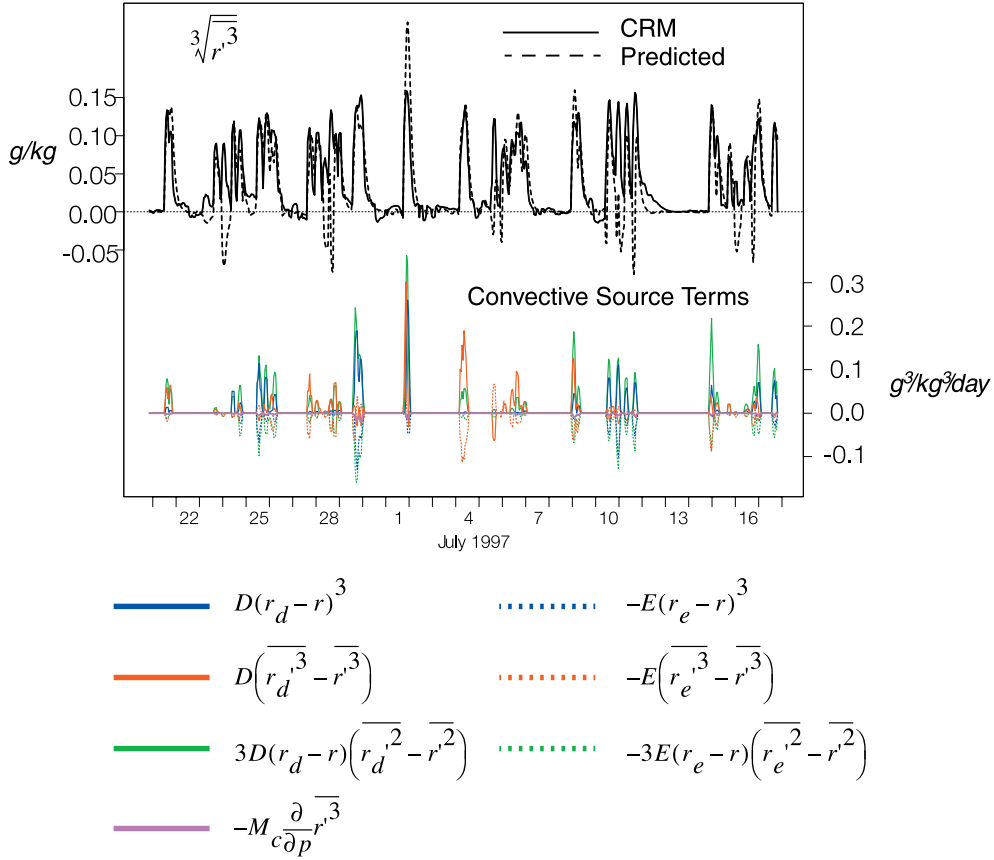 ∛(r'³)‾
CRM
Predicted
0.15
0.10
g/kg
0.05
0.00
-0.05
Convective Source Terms
0.3
0.2
0.1
g³/kg³/day
0.0
-0.1
22 25 28 1 4 7 10 13 16
July 1997
D(r_d − r)³
−E(r_e − r)³
D(r_d'³‾ − r'³‾)
−E(r_e'³‾ − r'³‾)
3D(r_d − r)(r_d'²‾ − r'²‾)
−3E(r_e − r)(r_e'²‾ − r'²‾)
−M_c ∂/∂p r'³‾